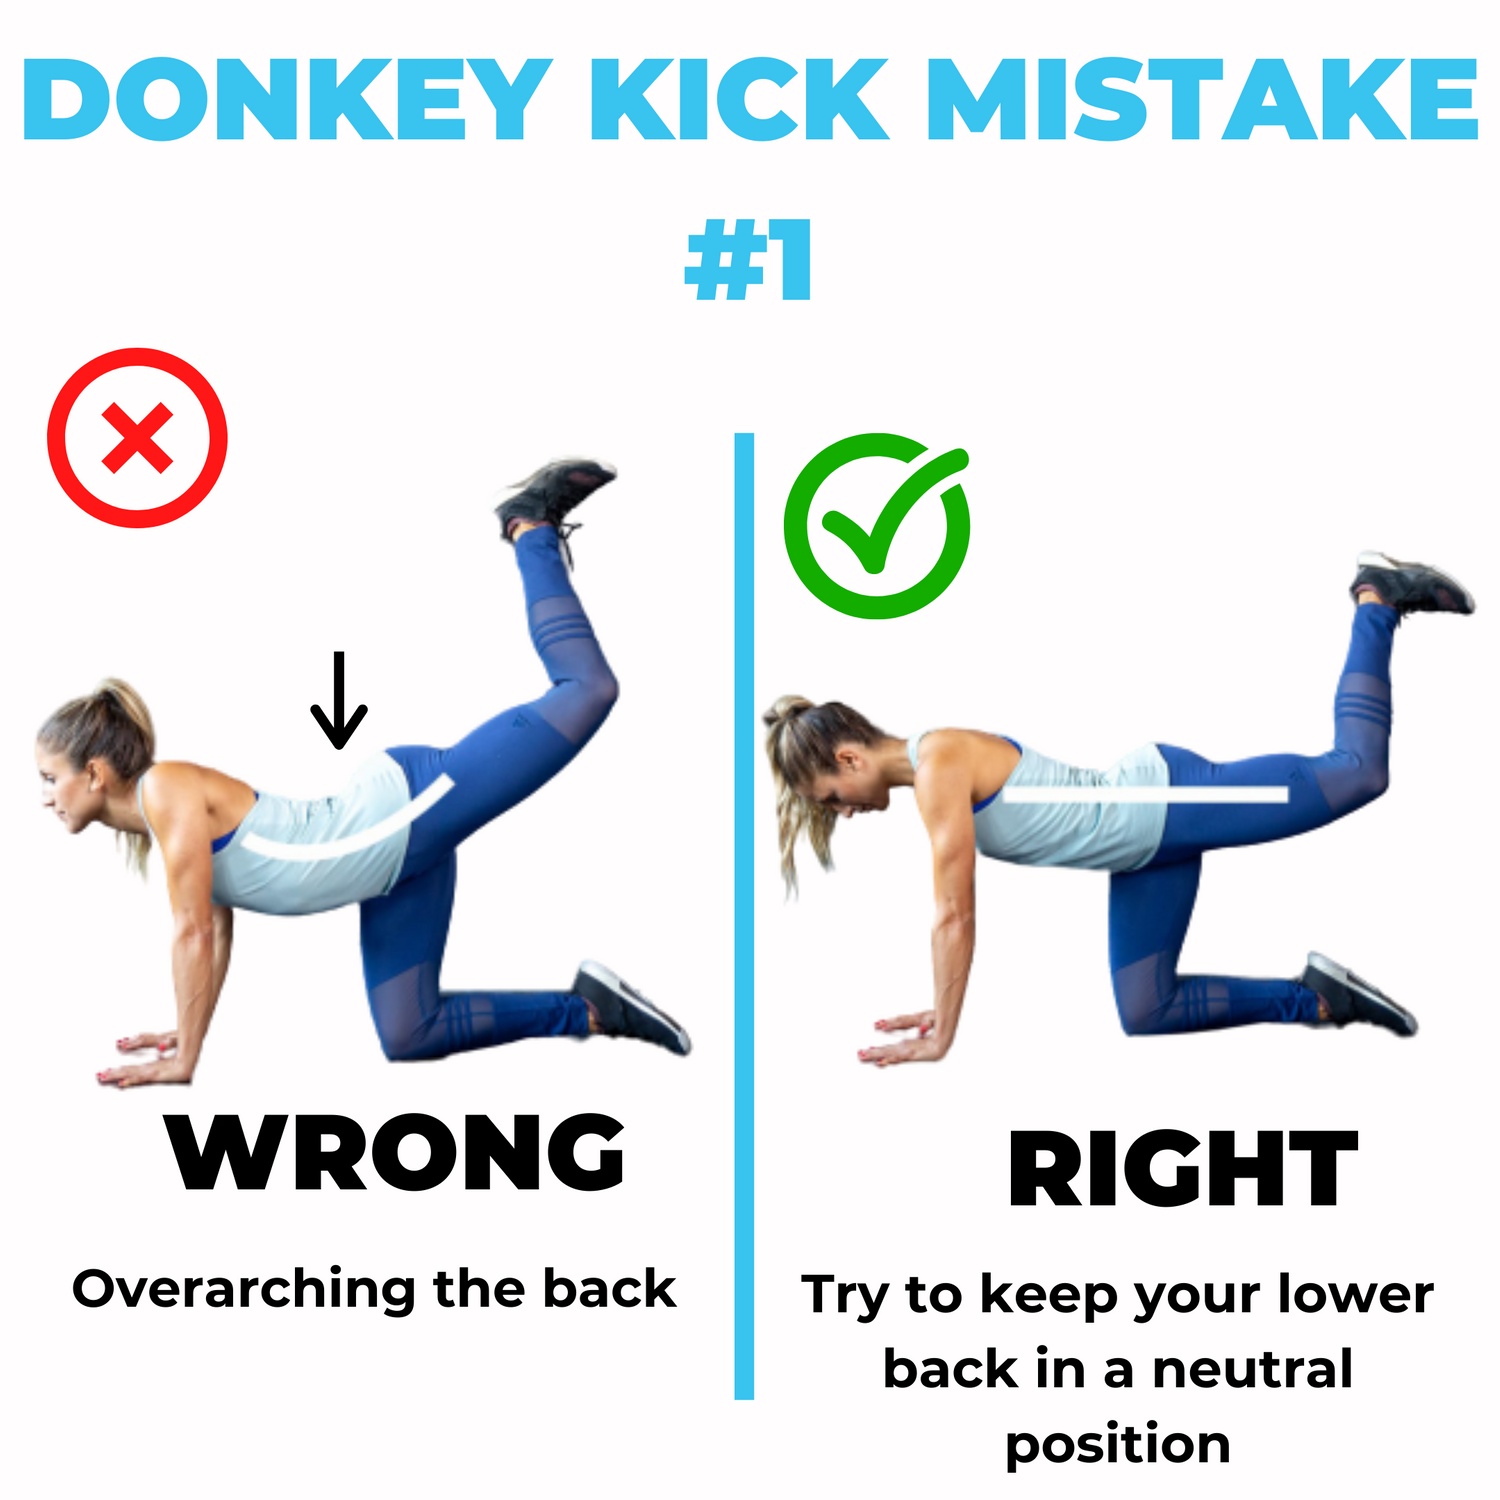 DONKEY KICK MISTAKE
#1
WRONG
Overarching the back
RIGHT
Try to keep your lower
back in a neutral
position